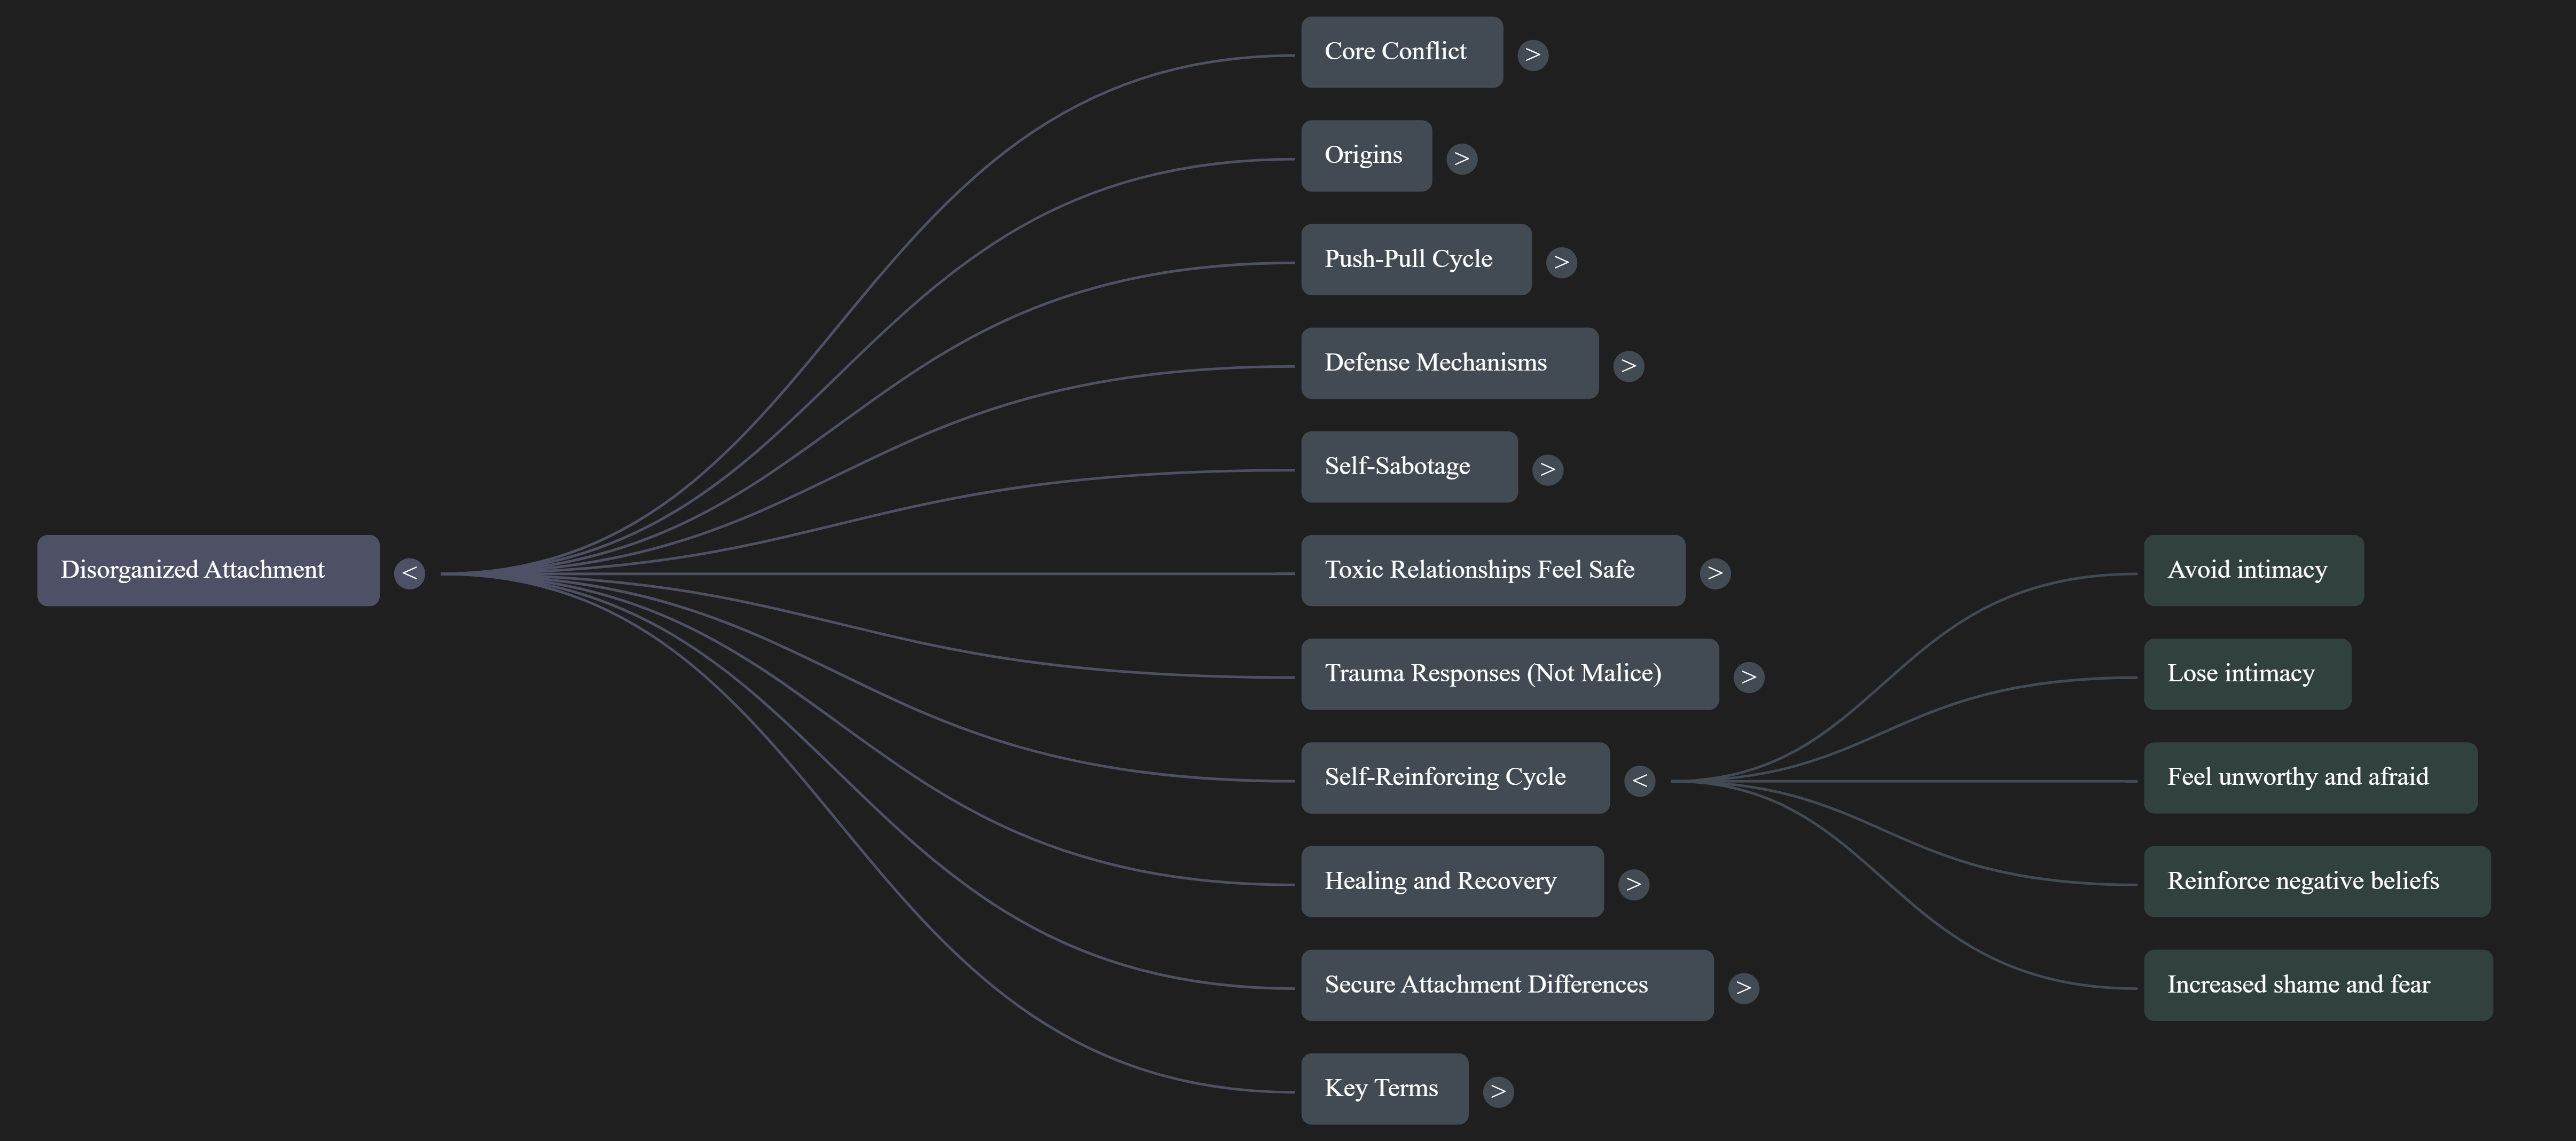 Disorganized Attachment <
Core Conflict >
Origins >
Push-Pull Cycle >
Defense Mechanisms >
Self-Sabotage >
Toxic Relationships Feel Safe >
Trauma Responses (Not Malice) >
Self-Reinforcing Cycle <
Avoid intimacy
Lose intimacy
Feel unworthy and afraid
Reinforce negative beliefs
Increased shame and fear
Healing and Recovery >
Secure Attachment Differences >
Key Terms >